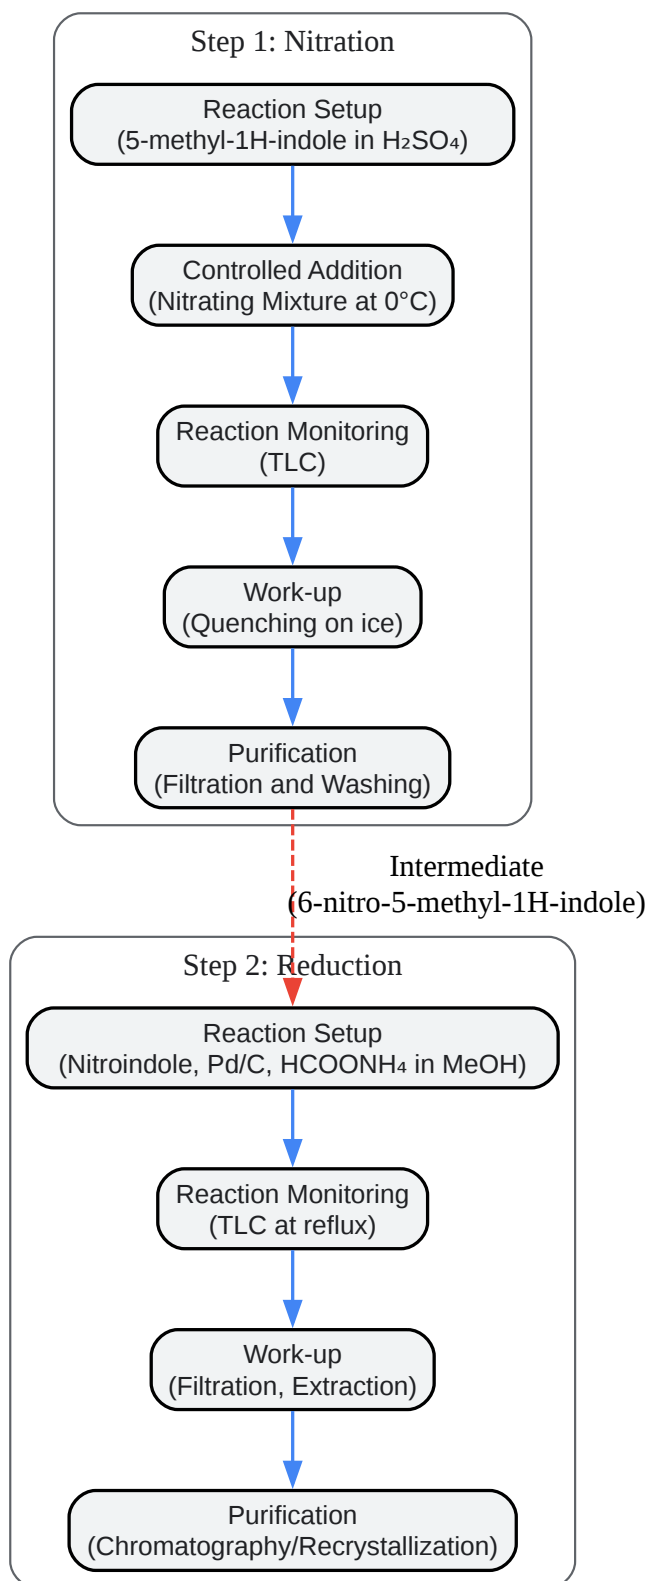 Step 1: Nitration
Reaction Setup
(5-methyl-1H-indole in H₂SO₄)
Controlled Addition
(Nitrating Mixture at 0°C)
Reaction Monitoring
(TLC)
Work-up
(Quenching on ice)
Purification
(Filtration and Washing)
Intermediate
(6-nitro-5-methyl-1H-indole)
Step 2: Reduction
Reaction Setup
(Nitroindole, Pd/C, HCOONH₄ in MeOH)
Reaction Monitoring
(TLC at reflux)
Work-up
(Filtration, Extraction)
Purification
(Chromatography/Recrystallization)